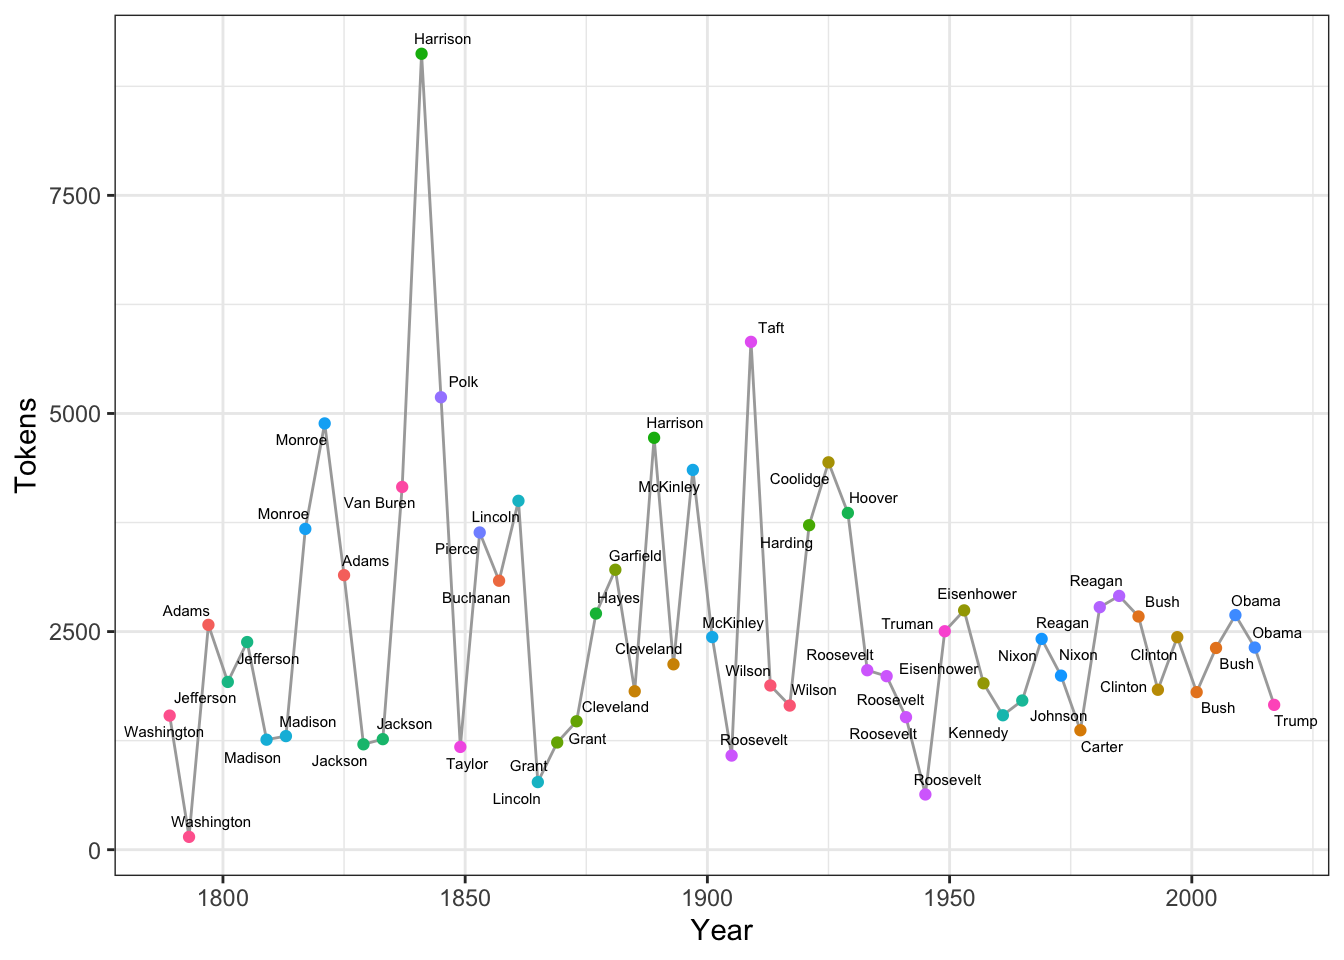 Harrison
7500
Taft
Polk
5000
Harrison
Monroe
Coolidge
McKinley
Hoover
Van Buren
Monroe
Lincoln
Harding
Pierce
Garfield
Adams
Reagan
Eisenhower
Buchanan
Hayes
Obama
Bush
Adams
2500
McKinley
Truman
Reagan
Obama
Cleveland
Roosevelt
Nixon
Nixon
Clinton
Jefferson
Bush
Wilson
Eisenhower
Clinton
Jefferson
Wilson
Roosevelt
Cleveland
Bush
Johnson
Madison
Jackson
Trump
Washington
Kennedy
Roosevelt
Grant
Roosevelt
Carter
Madison
Jackson
Taylor
Grant
Roosevelt
Lincoln
Washington
0
1800
1850
1900
1950
2000
Year
Tokens